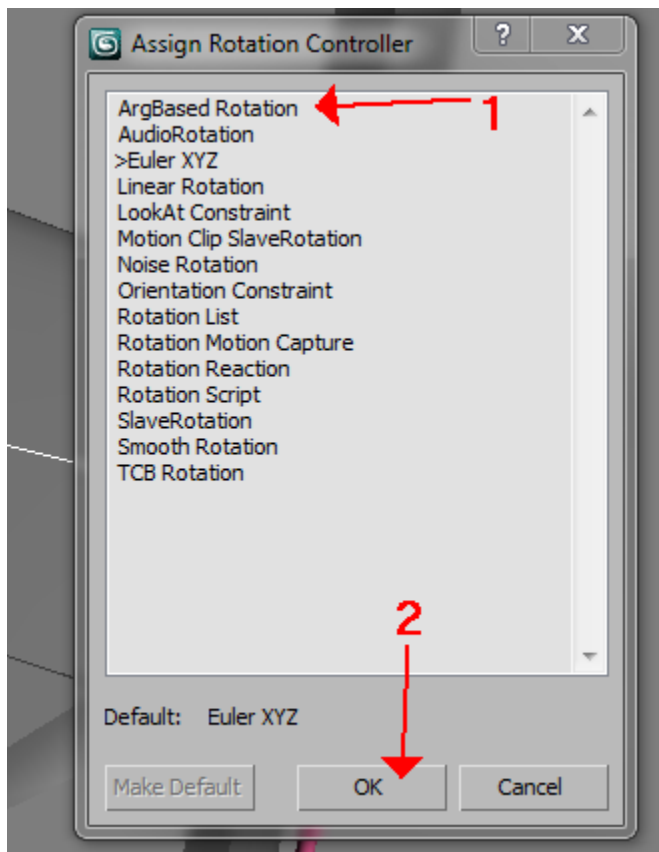 Assign Rotation Controller
ArgBased Rotation
1
AudioRotation
>Euler XYZ
Linear Rotation
LookAt Constraint
Motion Clip SlaveRotation
Noise Rotation
Orientation Constraint
Rotation List
Rotation Motion Capture
Rotation Reaction
Rotation Script
SlaveRotation
Smooth Rotation
TCB Rotation
2
Default: Euler XYZ
Make Default OK Cancel